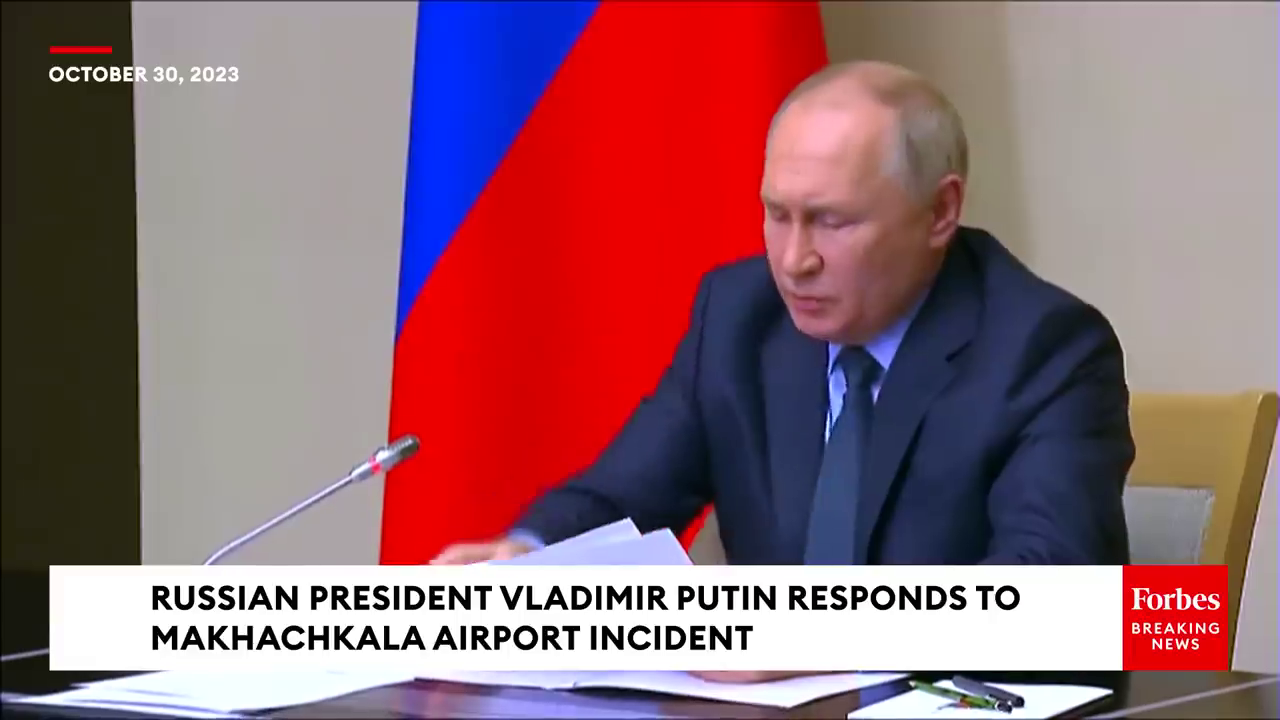 OCTOBER 30, 2023
RUSSIAN PRESIDENT VLADIMIR PUTIN RESPONDS TO
MAKHACHKALA AIRPORT INCIDENT
Forbes
BREAKING
NEWS